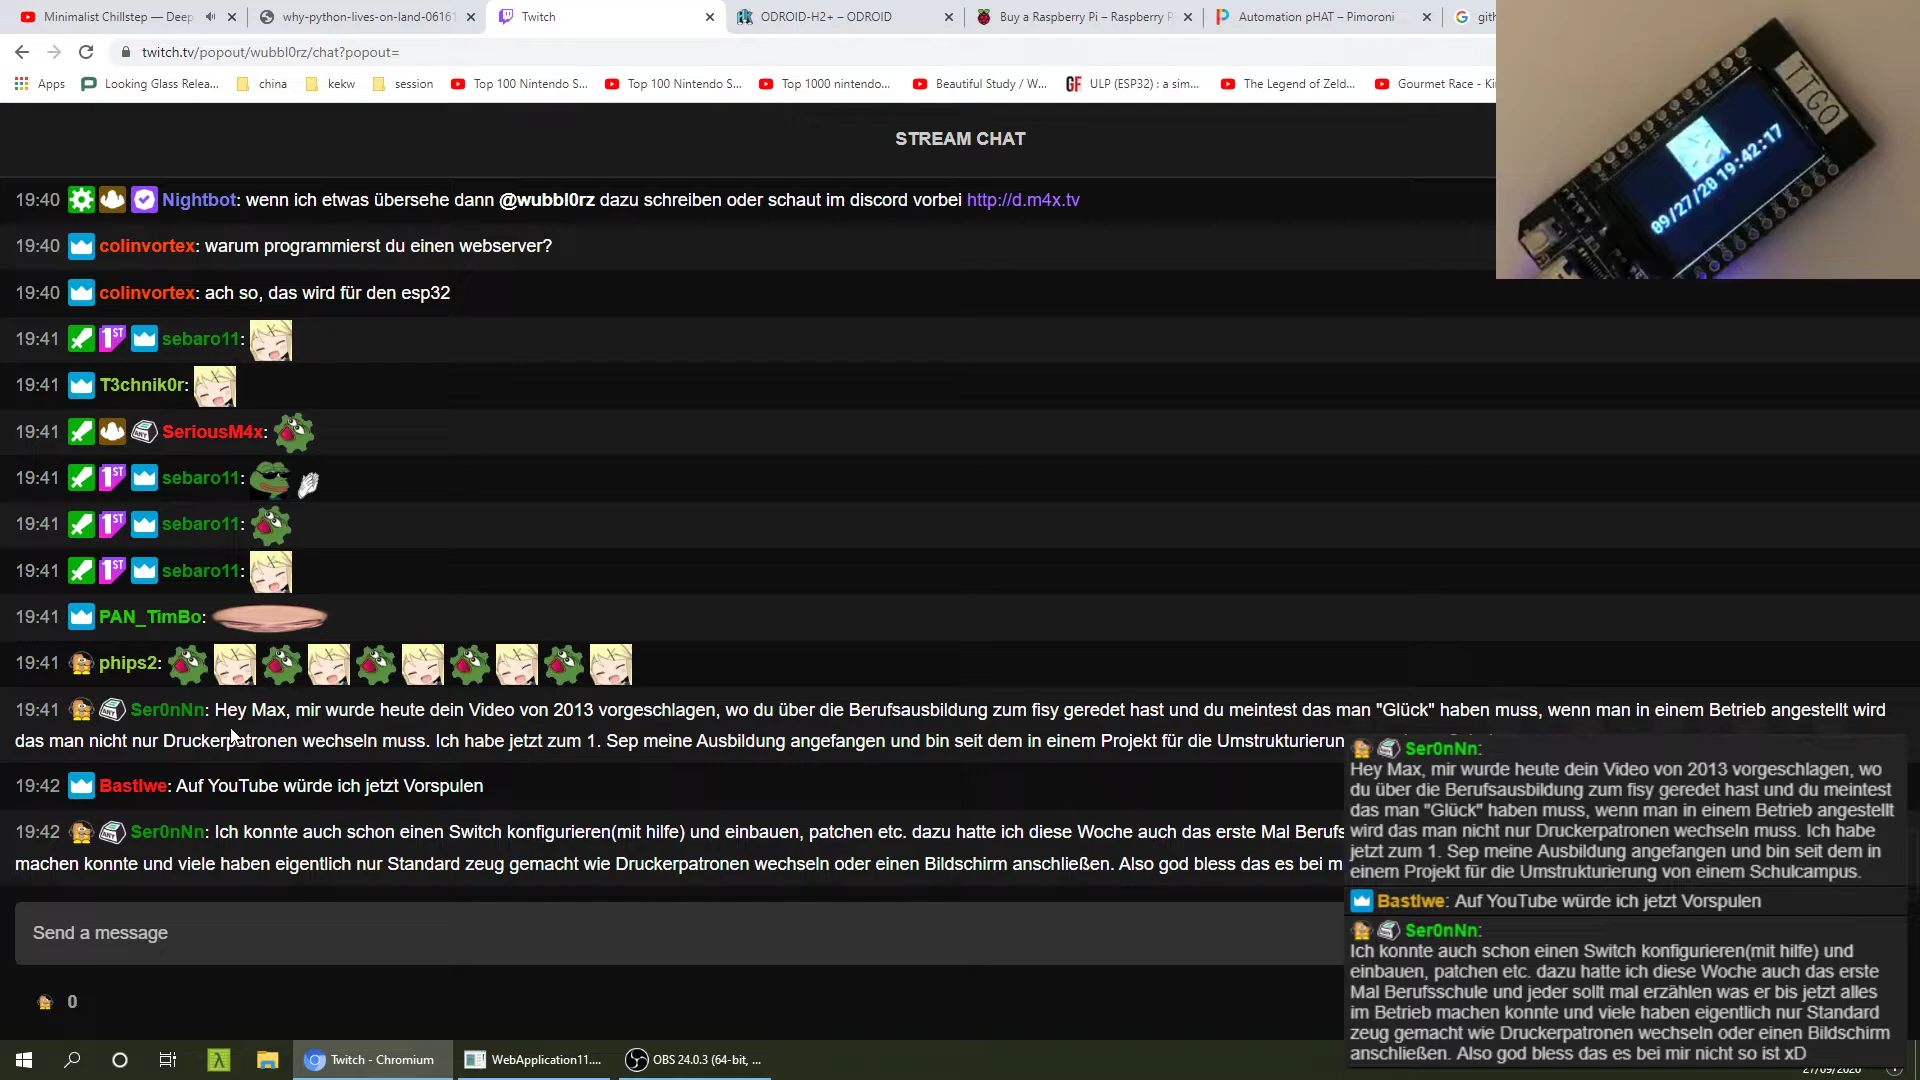 Minimalist Chillstep — Deep
why-python-lives-on-land-06161
Twitch
ODROID-H2+ – ODROID
Buy a Raspberry Pi – Raspberry P
Automation pHAT – Pimoroni
gith
twitch.tv/popout/wubbl0rz/chat?popout=
Apps
Looking Glass Relea...
china
kekw
session
Top 100 Nintendo S...
Top 100 Nintendo S...
Top 1000 nintendo...
Beautiful Study / W...
ULP (ESP32) : a sim...
The Legend of Zeld...
Gourmet Race - Ki
TTGO
09/27/20 19:42:17
STREAM CHAT
19:40 Nightbot: wenn ich etwas übersehe dann @wubbl0rz dazu schreiben oder schaut im discord vorbei http://d.m4x.tv
19:40 colinvortex: warum programmierst du einen webserver?
19:40 colinvortex: ach so, das wird für den esp32
19:41 1ST sebaro11:
19:41 T3chnik0r:
19:41 SeriousM4x:
19:41 1ST sebaro11:
19:41 1ST sebaro11:
19:41 1ST sebaro11:
19:41 PAN_TimBo:
19:41 phips2:
19:41 Ser0nNn: Hey Max, mir wurde heute dein Video von 2013 vorgeschlagen, wo du über die Berufsausbildung zum fisy geredet hast und du meintest das man "Glück" haben muss, wenn man in einem Betrieb angestellt wird
das man nicht nur Druckerpatronen wechseln muss. Ich habe jetzt zum 1. Sep meine Ausbildung angefangen und bin seit dem in einem Projekt für die Umstrukturierun
19:42 Bastlwe: Auf YouTube würde ich jetzt Vorspulen
19:42 Ser0nNn: Ich konnte auch schon einen Switch konfigurieren(mit hilfe) und einbauen, patchen etc. dazu hatte ich diese Woche auch das erste Mal Berufs
machen konnte und viele haben eigentlich nur Standard zeug gemacht wie Druckerpatronen wechseln oder einen Bildschirm anschließen. Also god bless das es bei m
Send a message
0
Ser0nNn:
Hey Max, mir wurde heute dein Video von 2013 vorgeschlagen, wo
du über die Berufsausbildung zum fisy geredet hast und du meintest
das man "Glück" haben muss, wenn man in einem Betrieb angestellt
wird das man nicht nur Druckerpatronen wechseln muss. Ich habe
jetzt zum 1. Sep meine Ausbildung angefangen und bin seit dem in
einem Projekt für die Umstrukturierung von einem Schulcampus.
Bastlwe: Auf YouTube würde ich jetzt Vorspulen
Ser0nNn:
Ich konnte auch schon einen Switch konfigurieren(mit hilfe) und
einbauen, patchen etc. dazu hatte ich diese Woche auch das erste
Mal Berufsschule und jeder sollt mal erzählen was er bis jetzt alles
im Betrieb machen konnte und viele haben eigentlich nur Standard
zeug gemacht wie Druckerpatronen wechseln oder einen Bildschirm
anschließen. Also god bless das es bei mir nicht so ist xD
Twitch - Chromium
WebApplication11....
OBS 24.0.3 (64-bit, ...
27/09/2020